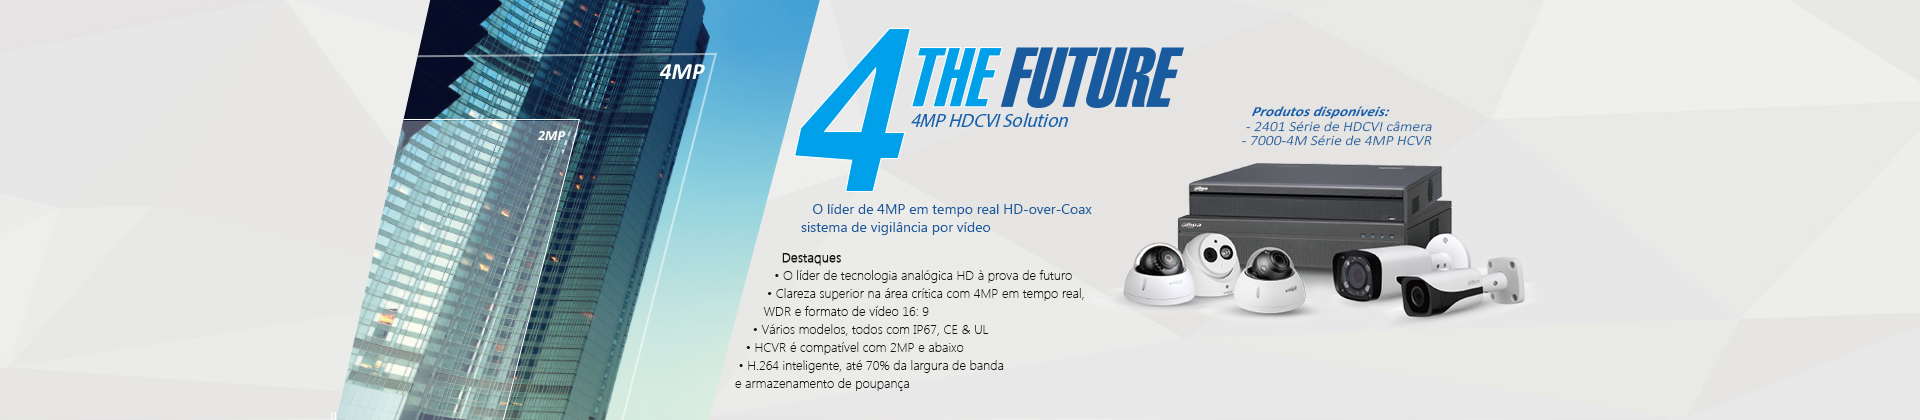 4MP
2MP
4 THE FUTURE
4MP HDCVI Solution
O líder de 4MP em tempo real HD-over-Coax
sistema de vigilância por vídeo
Destaques
• O líder de tecnologia analógica HD à prova de futuro
• Clareza superior na área crítica com 4MP em tempo real,
WDR e formato de vídeo 16: 9
• Vários modelos, todos com IP67, CE & UL
• HCVR é compatível com 2MP e abaixo
• H.264 inteligente, até 70% da largura de banda
e armazenamento de poupança
Produtos disponíveis:
- 2401 Série de HDCVI câmera
- 7000-4M Série de 4MP HCVR
alhua
alhua